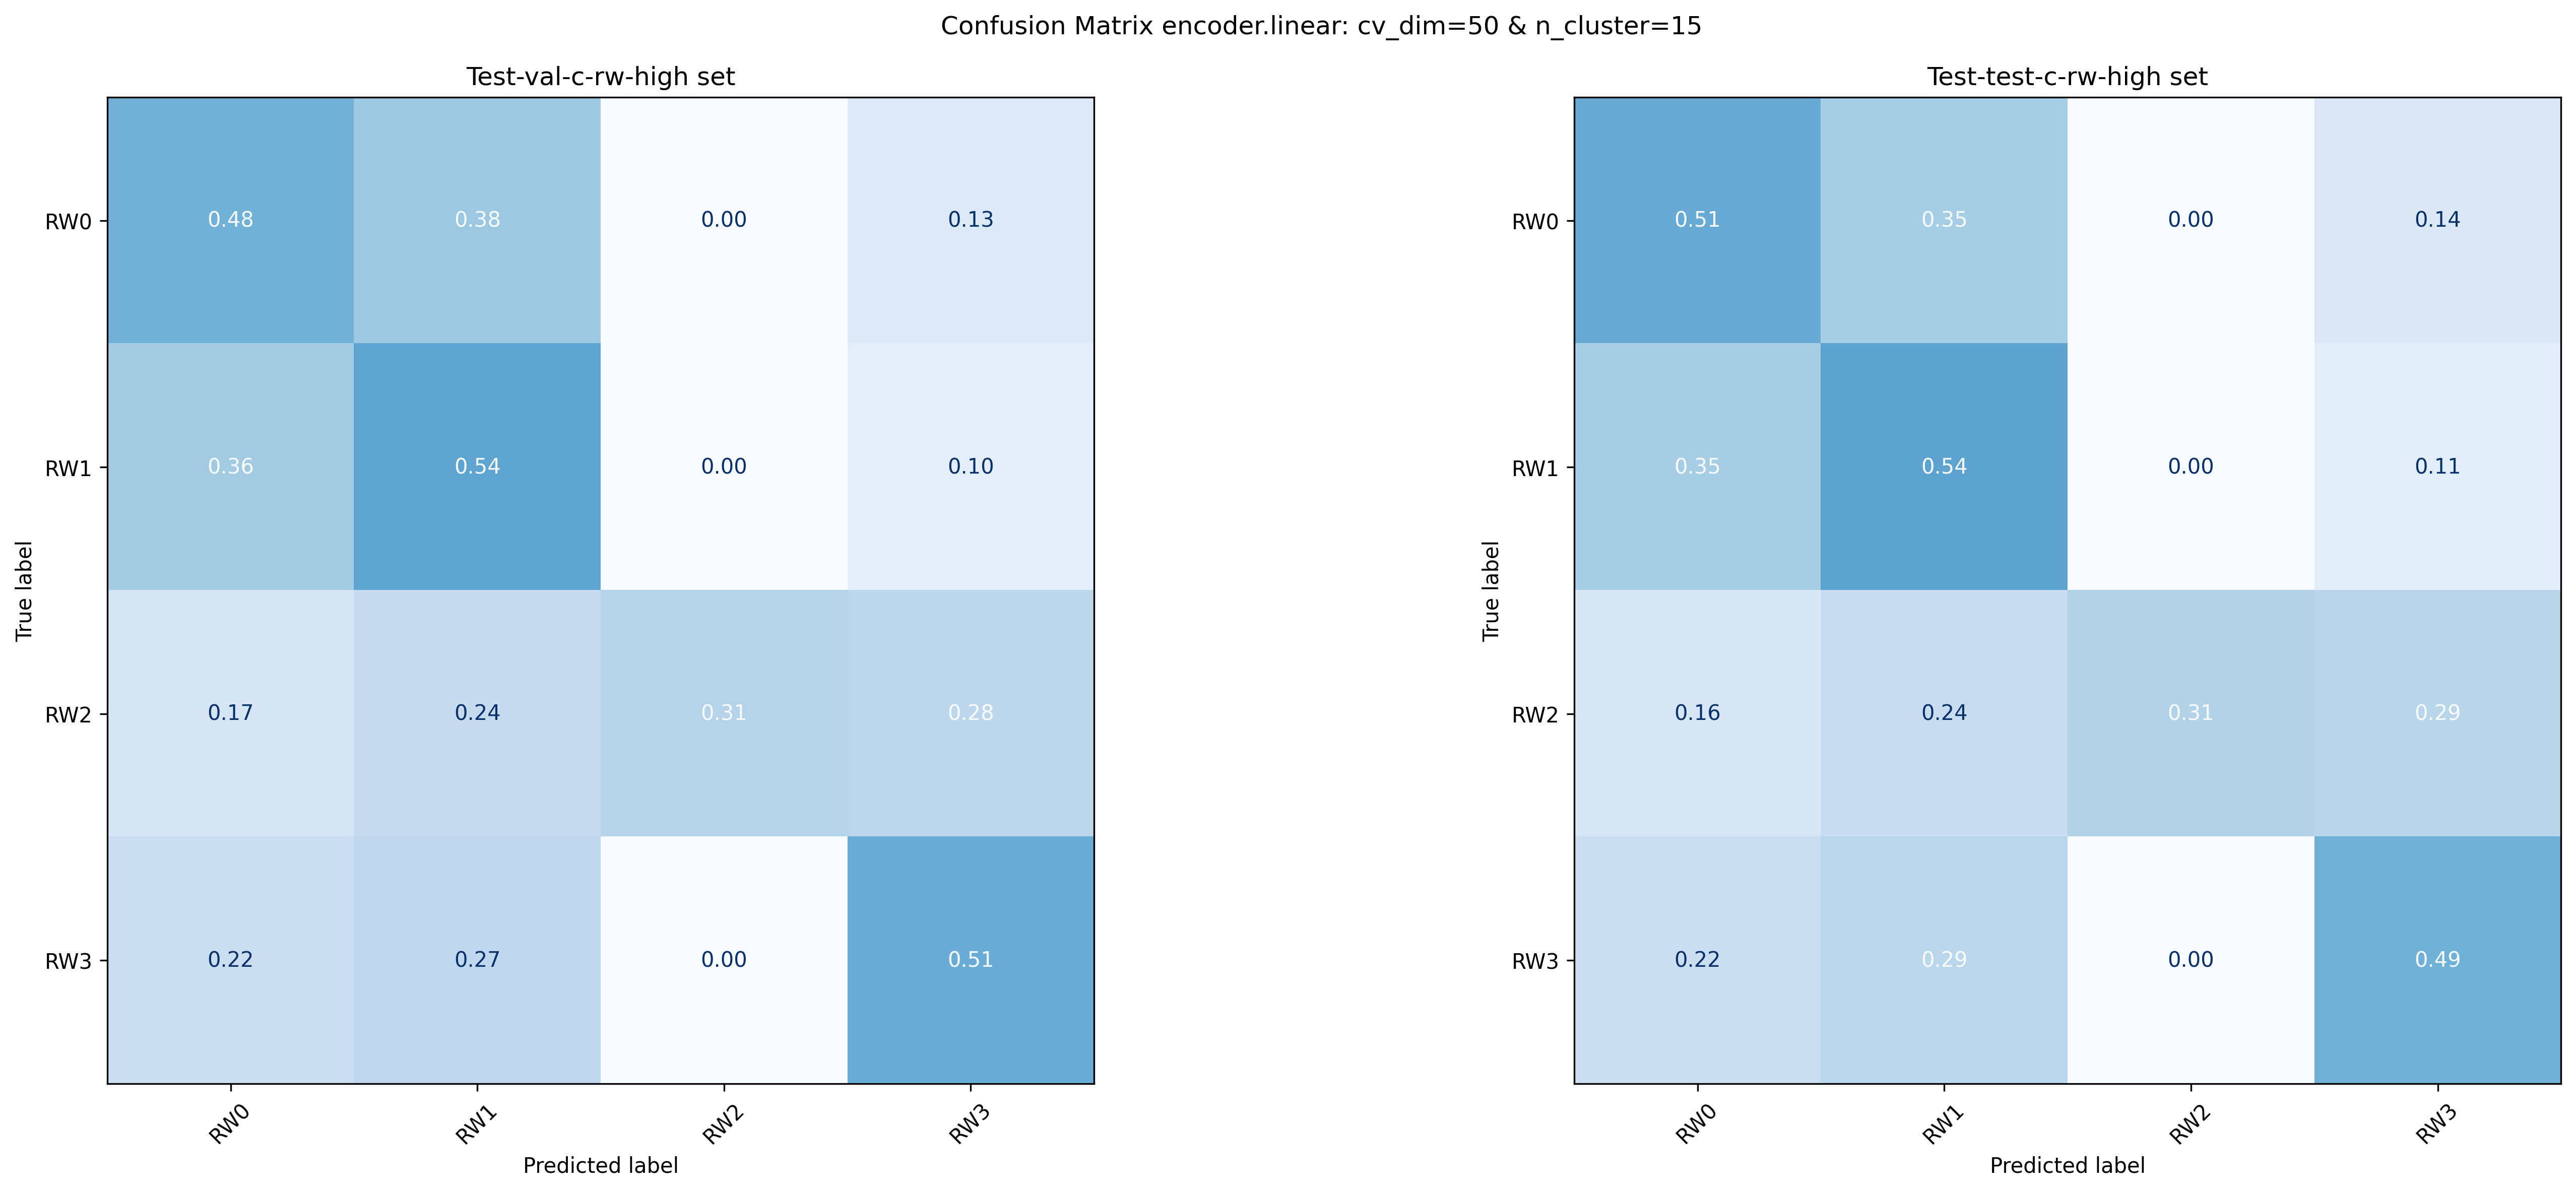 Confusion Matrix encoder.linear: cv_dim=50 & n_cluster=15
Test-val-c-rw-high set
True label
RW0 0.48 0.38 0.00 0.13
RW1 0.36 0.54 0.00 0.10
RW2 0.17 0.24 0.31 0.28
RW3 0.22 0.27 0.00 0.51
RW0 RW1 RW2 RW3
Predicted label
Test-test-c-rw-high set
True label
RW0 0.51 0.35 0.00 0.14
RW1 0.35 0.54 0.00 0.11
RW2 0.16 0.24 0.31 0.29
RW3 0.22 0.29 0.00 0.49
RW0 RW1 RW2 RW3
Predicted label